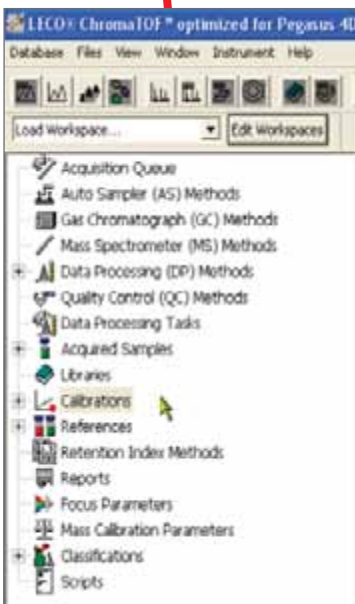 LECO® ChromaTOF™ optimized for Pegasus 4D
Database Files View Window Instrument Help
Load Workspace... Edit Workspaces
Acquisition Queue
Auto Sampler (AS) Methods
Gas Chromatograph (GC) Methods
Mass Spectrometer (MS) Methods
Data Processing (DP) Methods
Quality Control (QC) Methods
Data Processing Tasks
Acquired Samples
Libraries
Calibrations
References
Retention Index Methods
Reports
Focus Parameters
Mass Calibration Parameters
Classifications
Scripts